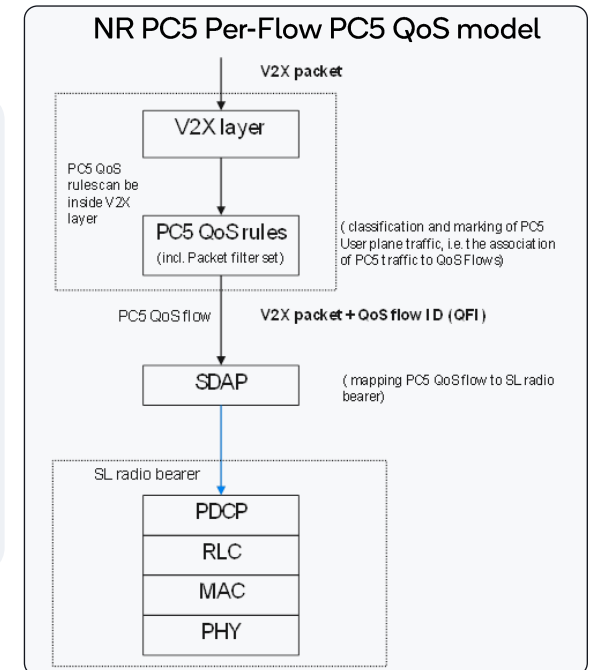 NR PC5 Per-Flow PC5 QoS model
V2X packet
V2X layer
PC5 QoS
rulescan be
inside V2X
layer
PC5 QoS rules
(incl. Packet filter set)
( classification and marking of PC5
User plane traffic, i.e. the association
of PC5 traffic to QoS Flows)
PC5 QoS flow
V2X packet + QoS flow ID (QFI)
SDAP
( mapping PC5 QoS flow to SL radio
bearer)
SL radio bearer
PDCP
RLC
MAC
PHY